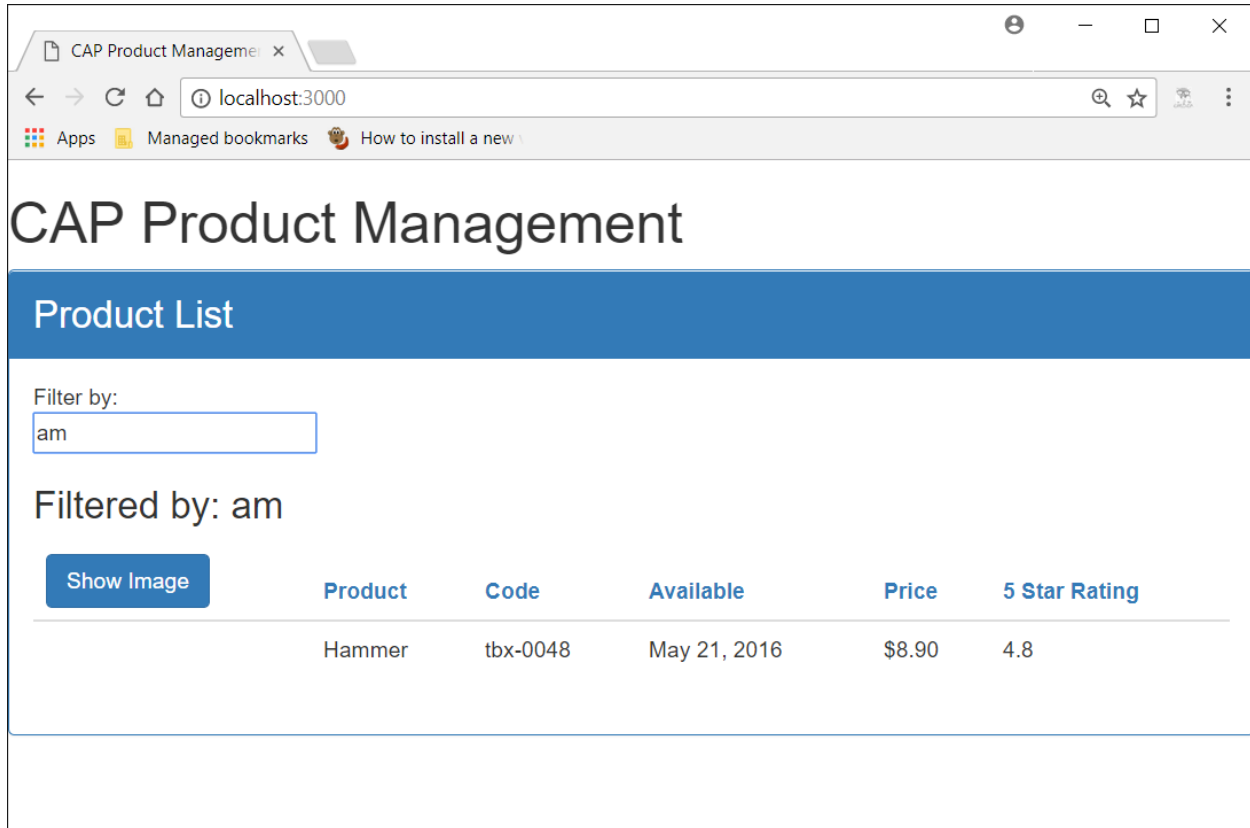 CAP Product Managemer
localhost:3000
Apps Managed bookmarks How to install a new
CAP Product Management
Product List
Filter by:
am
Filtered by: am
Show Image Product Code Available Price 5 Star Rating
Hammer tbx-0048 May 21, 2016 $8.90 4.8